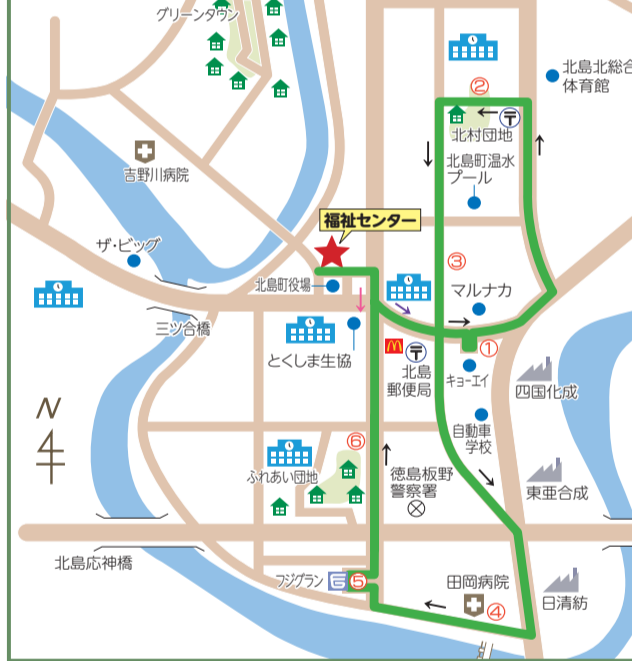 グリーンタウン
北島北総合
体育館
②
〒
北村団地
吉野川病院
北島町温水
プール
福祉センター
ザ・ビッグ
③
北島町役場
マルナカ
三ツ合橋
とくしま生協
M
〒
北島
郵便局
①
キョーエイ
四国化成
自動車
学校
N
⑥
ふれあい団地
徳島板野
警察署
東亜合成
北島応神橋
フジグラン
⑤
田岡病院
④
日清紡